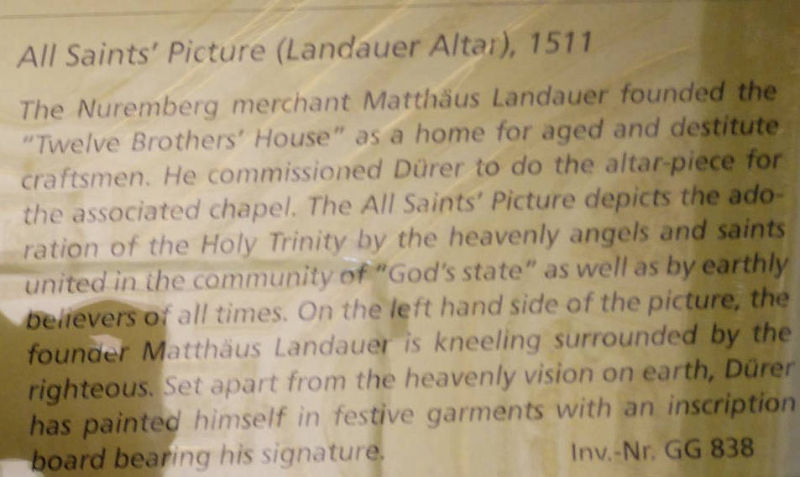 All Saints' Picture (Landauer Altar), 1511
The Nuremberg merchant Matthäus Landauer founded the
"Twelve Brothers' House" as a home for aged and destitute
craftsmen. He commissioned Dürer to do the altar-piece for
the associated chapel. The All Saints' Picture depicts the ado-
ration of the Holy Trinity by the heavenly angels and saints
united in the community of "God's state" as well as by earthly
believers of all times. On the left hand side of the picture, the
founder Matthäus Landauer is kneeling surrounded by the
righteous. Set apart from the heavenly vision on earth, Dürer
has painted himself in festive garments with an inscription
board bearing his signature. Inv.-Nr. GG 838